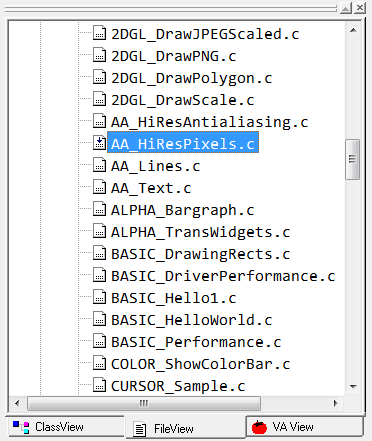 2DGL_DrawJPEGScaled.c
2DGL_DrawPNG.c
2DGL_DrawPolygon.c
2DGL_DrawScale.c
AA_HiResAntialiasing.c
AA_HiResPixels.c
AA_Lines.c
AA_Text.c
ALPHA_Bargraph.c
ALPHA_TransWidgets.c
BASIC_DrawingRects.c
BASIC_DriverPerformance.c
BASIC_Hello1.c
BASIC_HelloWorld.c
BASIC_Performance.c
COLOR_ShowColorBar.c
CURSOR_Sample.c
ClassView FileView VA View